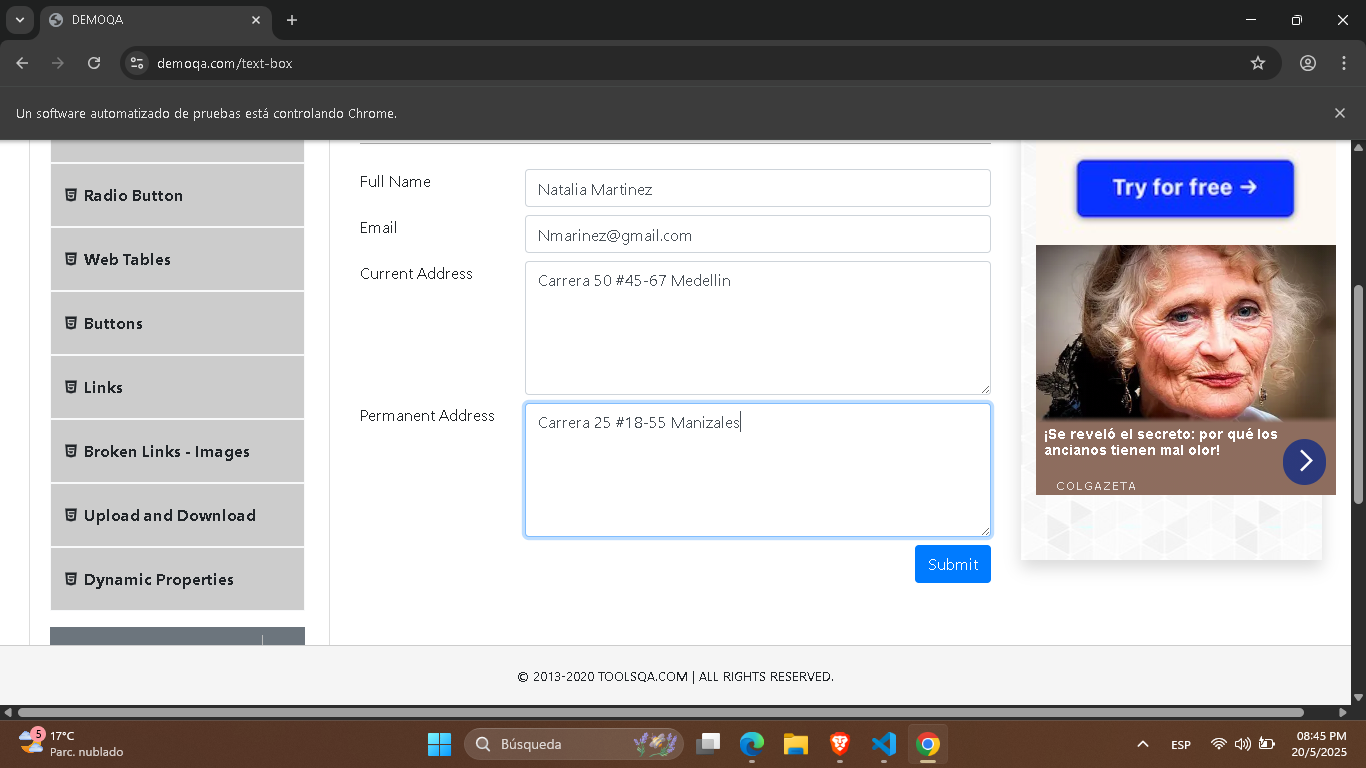 DEMOQA
demoqa.com/text-box
Un software automatizado de pruebas está controlando Chrome.
Radio Button
Web Tables
Buttons
Links
Broken Links - Images
Upload and Download
Dynamic Properties
Full Name
Natalia Martinez
Email
Nmarinez@gmail.com
Current Address
Carrera 50 #45-67 Medellin
Permanent Address
Carrera 25 #18-55 Manizales
Submit
Try for free →
¡Se reveló el secreto: por qué los
ancianos tienen mal olor!
COLGAZETA
© 2013-2020 TOOLSQA.COM | ALL RIGHTS RESERVED.
5
17°C
Parc. nublado
Búsqueda
ESP
08:45 PM
20/5/2025